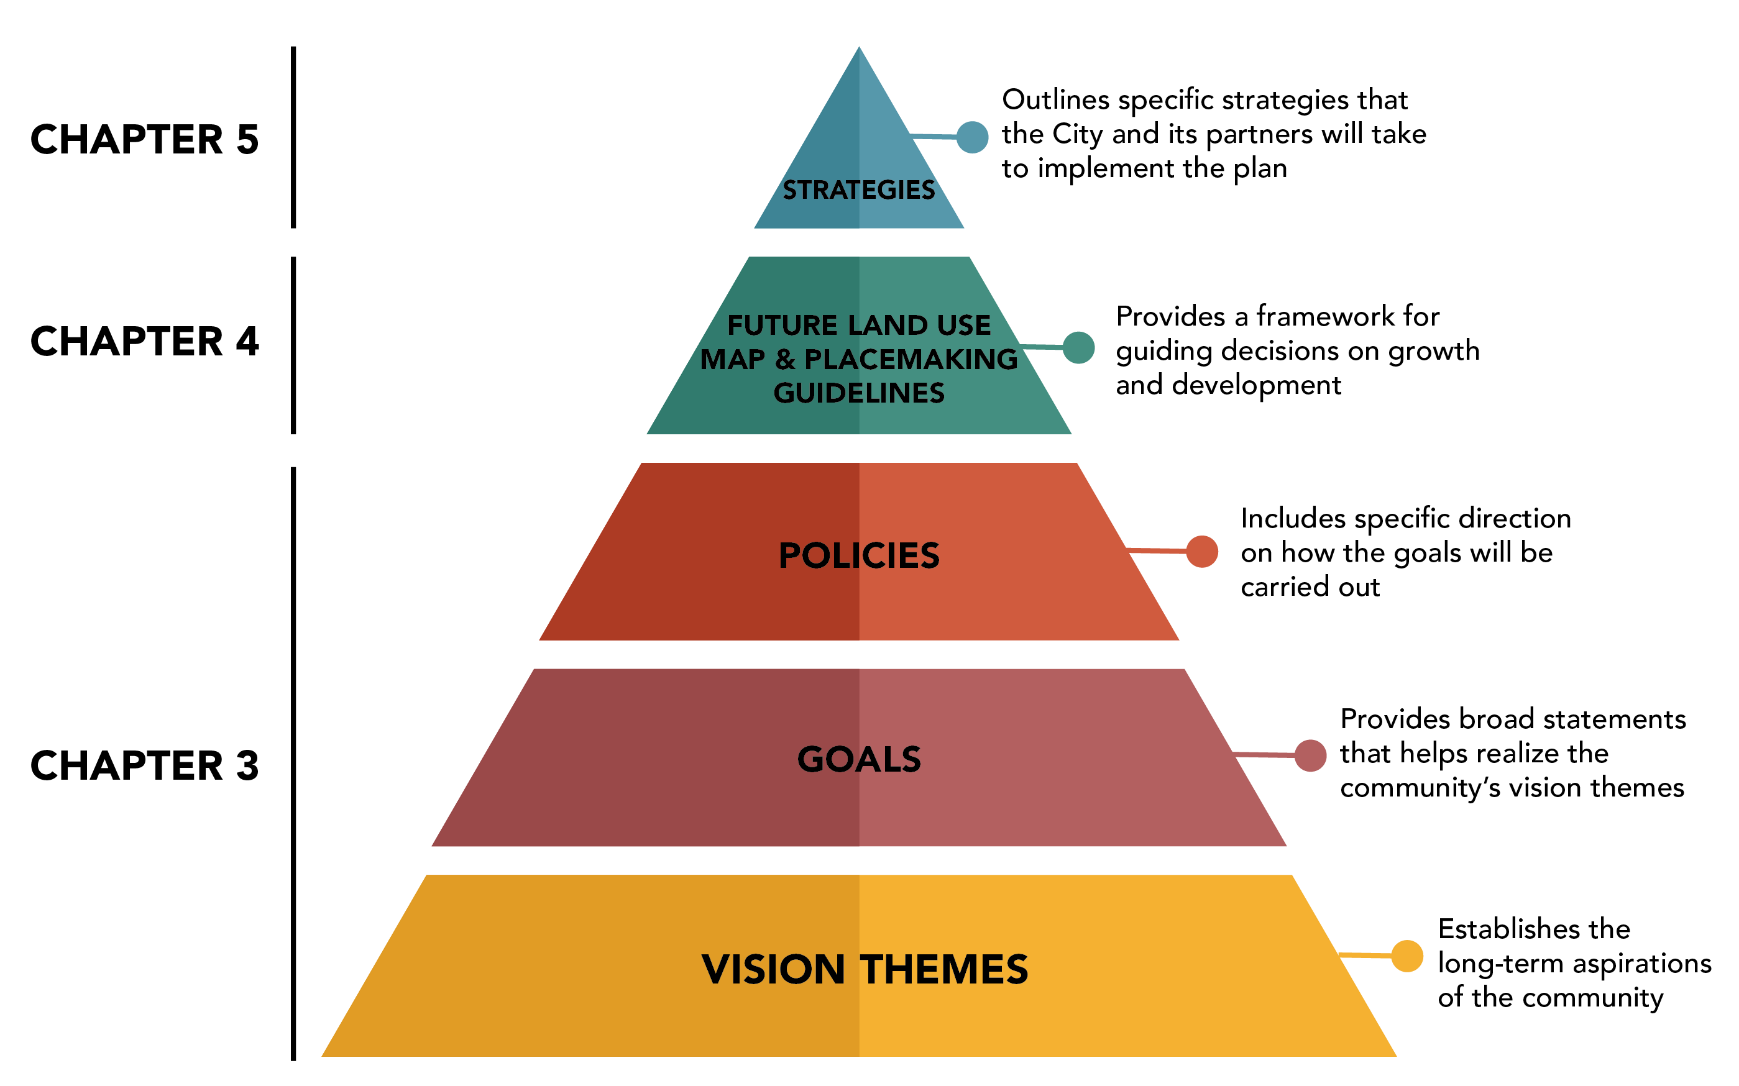 CHAPTER 5
STRATEGIES
Outlines specific strategies that
the City and its partners will take
to implement the plan
CHAPTER 4
FUTURE LAND USE
MAP & PLACEMAKING
GUIDELINES
Provides a framework for
guiding decisions on growth
and development
CHAPTER 3
POLICIES
Includes specific direction
on how the goals will be
carried out
GOALS
Provides broad statements
that helps realize the
community’s vision themes
VISION THEMES
Establishes the
long-term aspirations
of the community